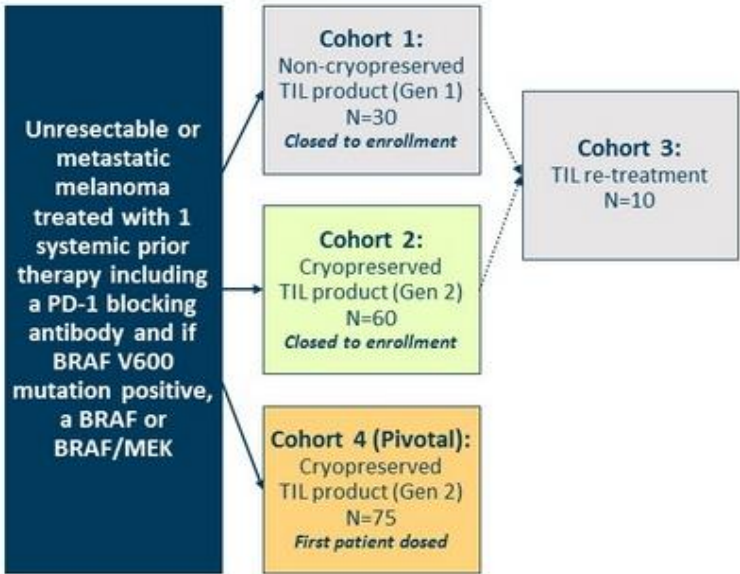 Unresectable or
metastatic
melanoma
treated with 1
systemic prior
therapy including
a PD-1 blocking
antibody and if
BRAF V600
mutation positive,
a BRAF or
BRAF/MEK
Cohort 1:
Non-cryopreserved
TIL product (Gen 1)
N=30
Closed to enrollment
Cohort 2:
Cryopreserved
TIL product (Gen 2)
N=60
Closed to enrollment
Cohort 4 (Pivotal):
Cryopreserved
TIL product (Gen 2)
N=75
First patient dosed
Cohort 3:
TIL re-treatment
N=10